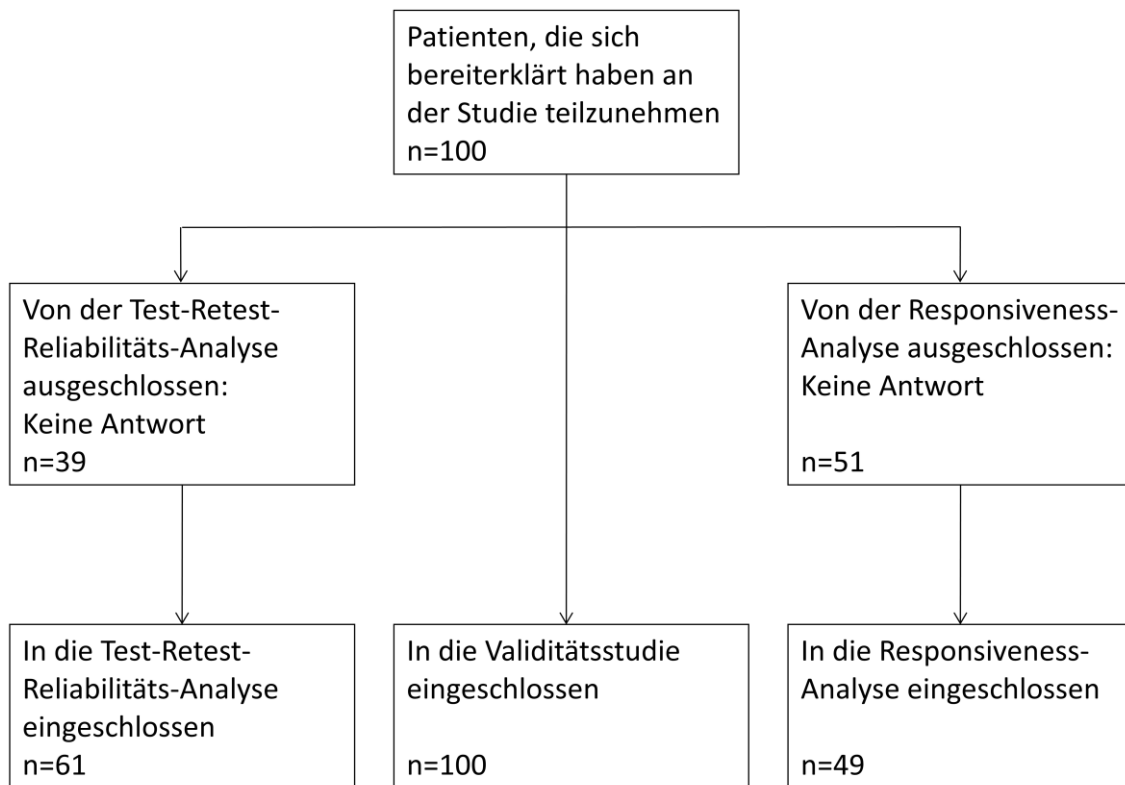 Patienten, die sich
bereiterklärt haben an
der Studie teilzunehmen
n=100
Von der Test-Retest-
Reliabilitäts-Analyse
ausgeschlossen:
Keine Antwort
n=39
Von der Responsiveness-
Analyse ausgeschlossen:
Keine Antwort
n=51
In die Test-Retest-
Reliabilitäts-Analyse
eingeschlossen
n=61
In die Validitätsstudie
eingeschlossen
n=100
In die Responsiveness-
Analyse eingeschlossen
n=49